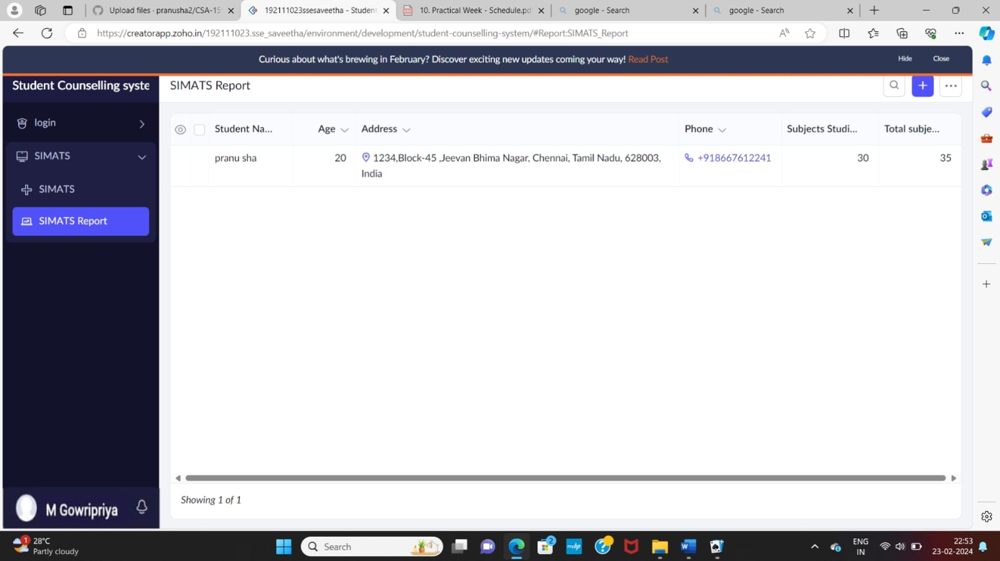 Upload files · pranusha2/CSA-15
192111023ssesaveetha - Student
10. Practical Week - Schedule.pd
google - Search
google - Search
https://creatorapp.zoho.in/192111023.sse_saveetha/environment/development/student-counselling-system/#Report:SIMATS_Report
Curious about what's brewing in February? Discover exciting new updates coming your way! Read Post
Hide
Close
Student Counselling syste
SIMATS Report
login
SIMATS
SIMATS
SIMATS Report
Student Na...
Age
Address
Phone
Subjects Studi...
Total subje...
pranu sha
20
1234,Block-45 ,Jeevan Bhima Nagar, Chennai, Tamil Nadu, 628003,
India
+918667612241
30
35
Showing 1 of 1
M Gowripriya
1
28°C
Partly cloudy
Search
2
myhp
ENG
IN
22:53
23-02-2024